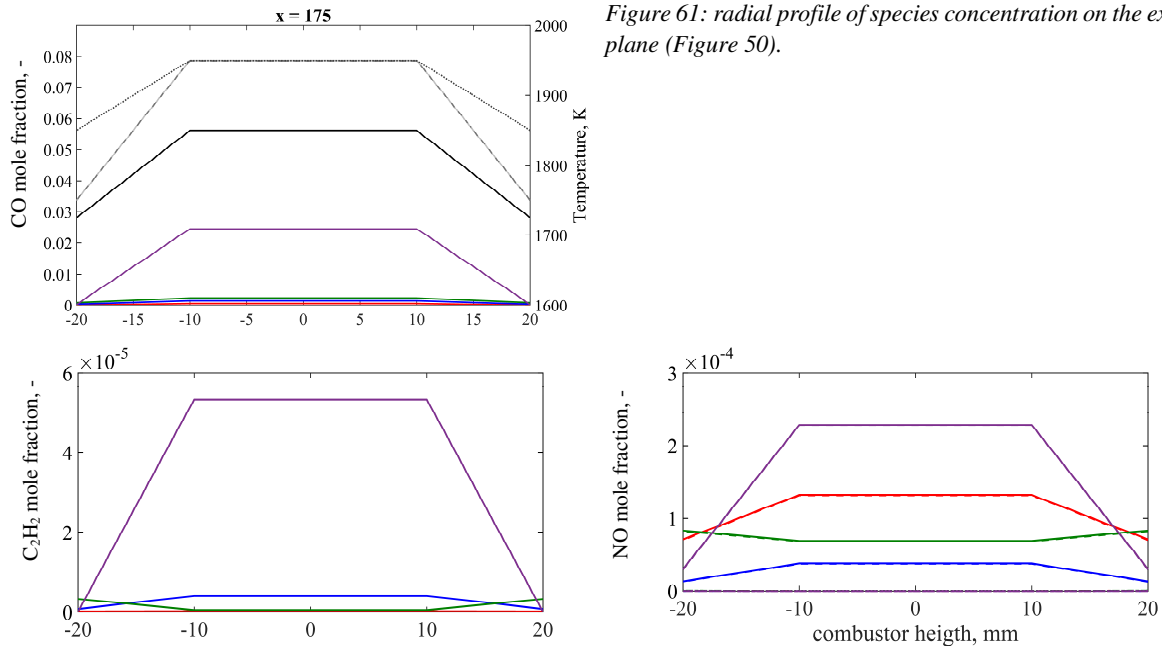 x = 175
Figure 61: radial profile of species concentration on the ex
plane (Figure 50).
CO mole fraction, -
0.08
0.07
0.06
0.05
0.04
0.03
0.02
0.01
0
2000
1900
1800
1700
1600
Temperature, K
-20 -15 -10 -5 0 5 10 15 20
×10⁻⁵
C₂H₂ mole fraction, -
6
4
2
0
-20 -10 0 10 20
×10⁻⁴
NO mole fraction, -
3
2
1
0
-20 -10 0 10 20
combustor heigth, mm